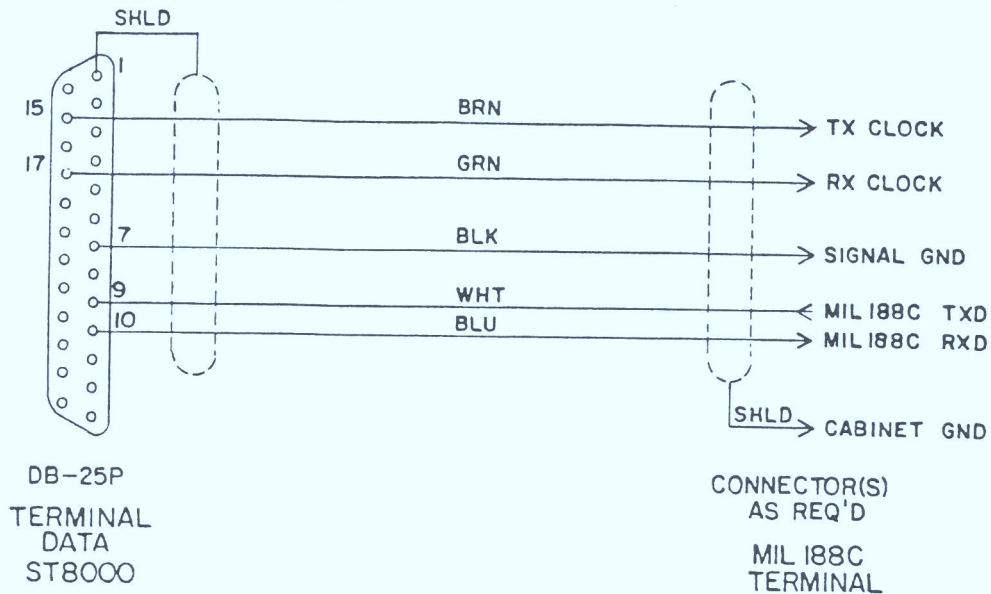 SHLD
1
15
BRN
TX CLOCK
17
GRN
RX CLOCK
7
BLK
SIGNAL GND
9
WHT
MIL 188C TXD
10
BLU
MIL 188C RXD
SHLD
CABINET GND
DB-25P
TERMINAL
DATA
ST8000
CONNECTOR(S)
AS REQ'D
MIL 188C
TERMINAL